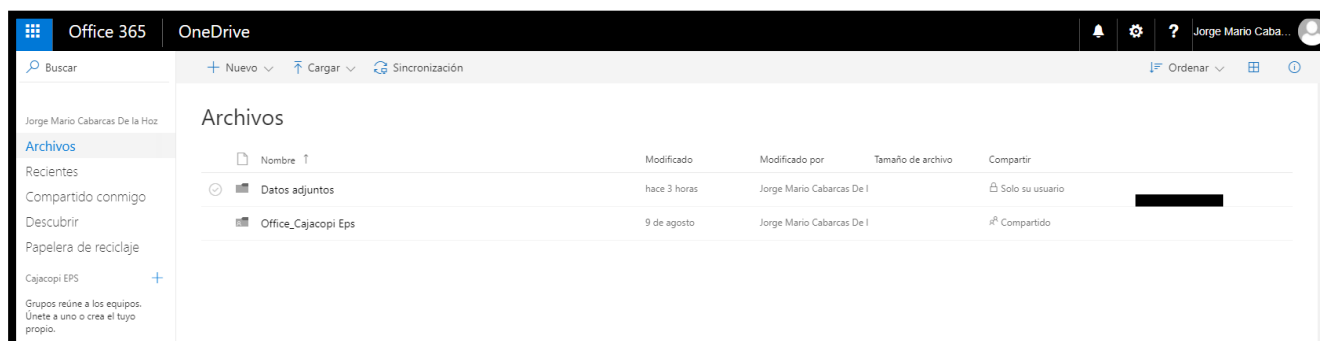 Office 365 OneDrive ? Jorge Mario Caba...
Buscar
Nuevo Cargar Sincronización Ordenar
Jorge Mario Cabarcas De la Hoz
Archivos
Recientes
Compartido conmigo
Descubrir
Papelera de reciclaje
Cajacopi EPS +
Grupos reúne a los equipos.
Únete a uno o crea el tuyo
propio.
Archivos
Nombre ↑ Modificado Modificado por Tamaño de archivo Compartir
Datos adjuntos hace 3 horas Jorge Mario Cabarcas De l Solo su usuario
Office_Cajacopi Eps 9 de agosto Jorge Mario Cabarcas De l Compartido